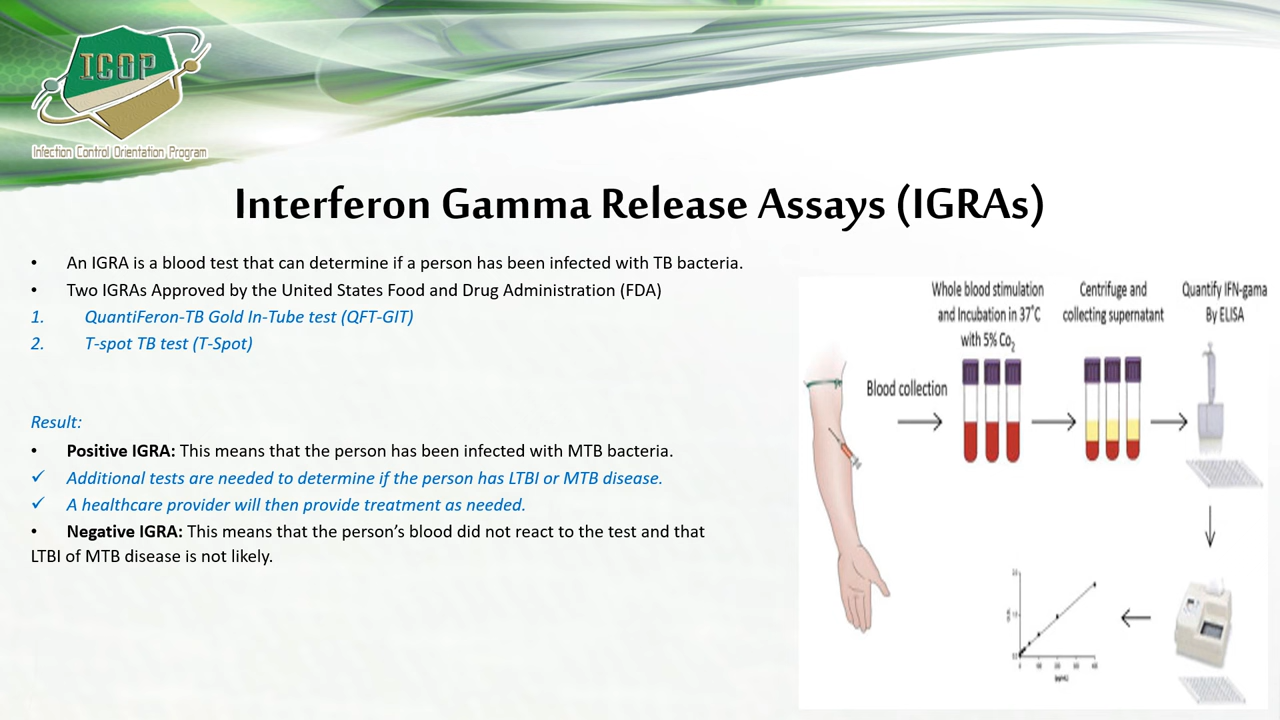 ICOP
Infection Control Orientation Program
Interferon Gamma Release Assays (IGRAs)
• An IGRA is a blood test that can determine if a person has been infected with TB bacteria.
• Two IGRAs Approved by the United States Food and Drug Administration (FDA)
1. QuantiFeron-TB Gold In-Tube test (QFT-GIT)
2. T-spot TB test (T-Spot)
Result:
• Positive IGRA: This means that the person has been infected with MTB bacteria.
✓ Additional tests are needed to determine if the person has LTBI or MTB disease.
✓ A healthcare provider will then provide treatment as needed.
• Negative IGRA: This means that the person’s blood did not react to the test and that
LTBI of MTB disease is not likely.
Blood collection
Whole blood stimulation
and Incubation in 37°C
with 5% Co2
Centrifuge and
collecting supernatant
Quantify IFN-gama
By ELISA